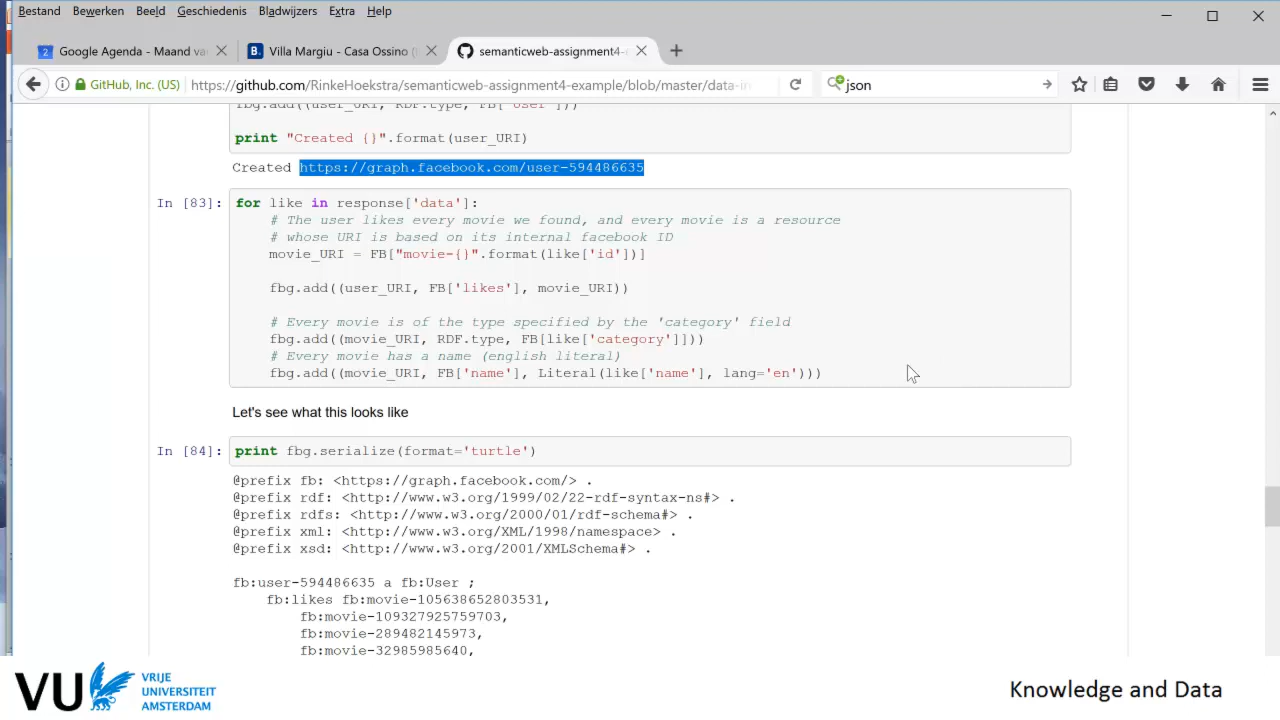 Bestand Bewerken Beeld Geschiedenis Bladwijzers Extra Help
2 Google Agenda - Maand va B. Villa Margiu - Casa Ossino ( semanticweb-assignment4-
GitHub, Inc. (US) https://github.com/RinkeHoekstra/semanticweb-assignment4-example/blob/master/data-in json
fbg.add((user_URI, RDF.type, FB['User']))
print "Created {}".format(user_URI)
Created https://graph.facebook.com/user-594486635
In [83]: for like in response['data']:
# The user likes every movie we found, and every movie is a resource
# whose URI is based on its internal facebook ID
movie_URI = FB["movie-{}".format(like['id'])]
fbg.add((user_URI, FB['likes'], movie_URI))
# Every movie is of the type specified by the 'category' field
fbg.add((movie_URI, RDF.type, FB[like['category']]))
# Every movie has a name (english literal)
fbg.add((movie_URI, FB['name'], Literal(like['name'], lang='en')))
Let's see what this looks like
In [84]: print fbg.serialize(format='turtle')
@prefix fb: <https://graph.facebook.com/> .
@prefix rdf: <http://www.w3.org/1999/02/22-rdf-syntax-ns#> .
@prefix rdfs: <http://www.w3.org/2000/01/rdf-schema#> .
@prefix xml: <http://www.w3.org/XML/1998/namespace> .
@prefix xsd: <http://www.w3.org/2001/XMLSchema#> .
fb:user-594486635 a fb:User ;
fb:likes fb:movie-105638652803531,
fb:movie-109327925759703,
fb:movie-289482145973,
fb:movie-32985985640,
VU VRIJE
UNIVERSITEIT
AMSTERDAM
Knowledge and Data